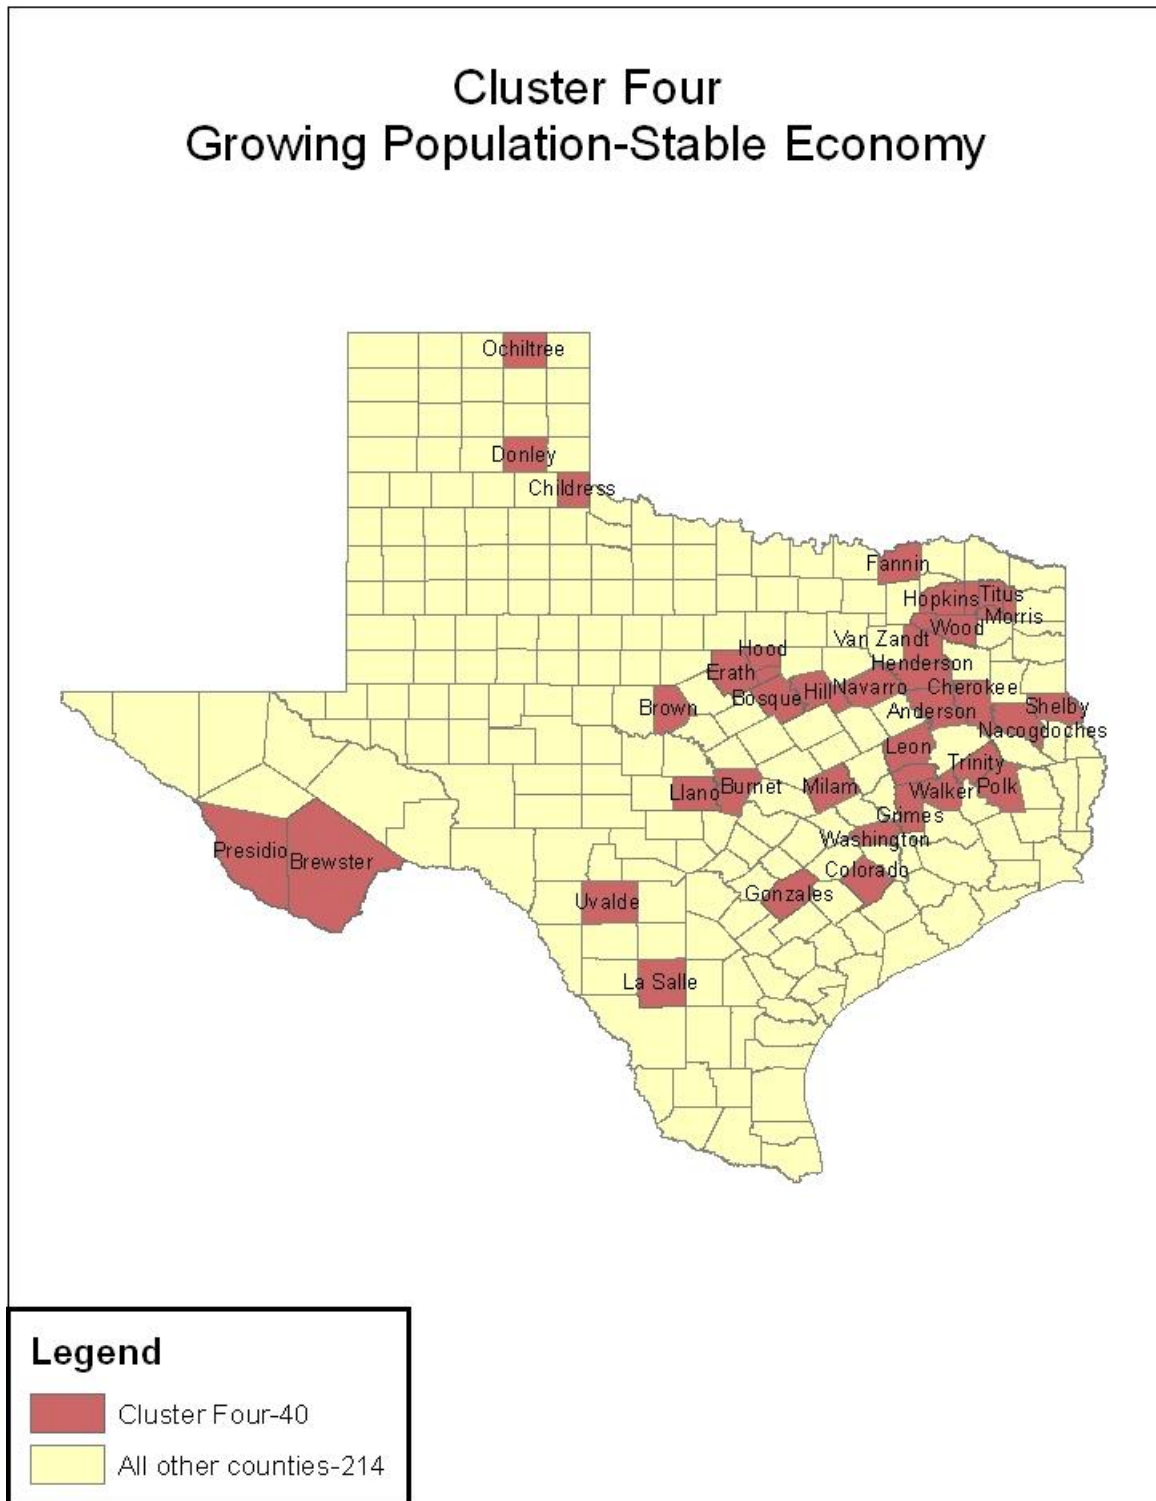 Cluster Four
Growing Population-Stable Economy
Ochiltree
Donley
Childress
Fannin
Hopkins
Titus
Morris
Wood
Van Zandt
Hood
Henderson
Erath
Navarro
Cherokee
Hill
Bosque
Brown
Shelby
Anderson
Nacogdoches
Leon
Trinity
Burnet
Milam
Polk
Llano
Walker
Grimes
Washington
Presidio
Brewster
Colorado
Gonzales
Uvalde
La Salle
Legend
Cluster Four-40
All other counties-214